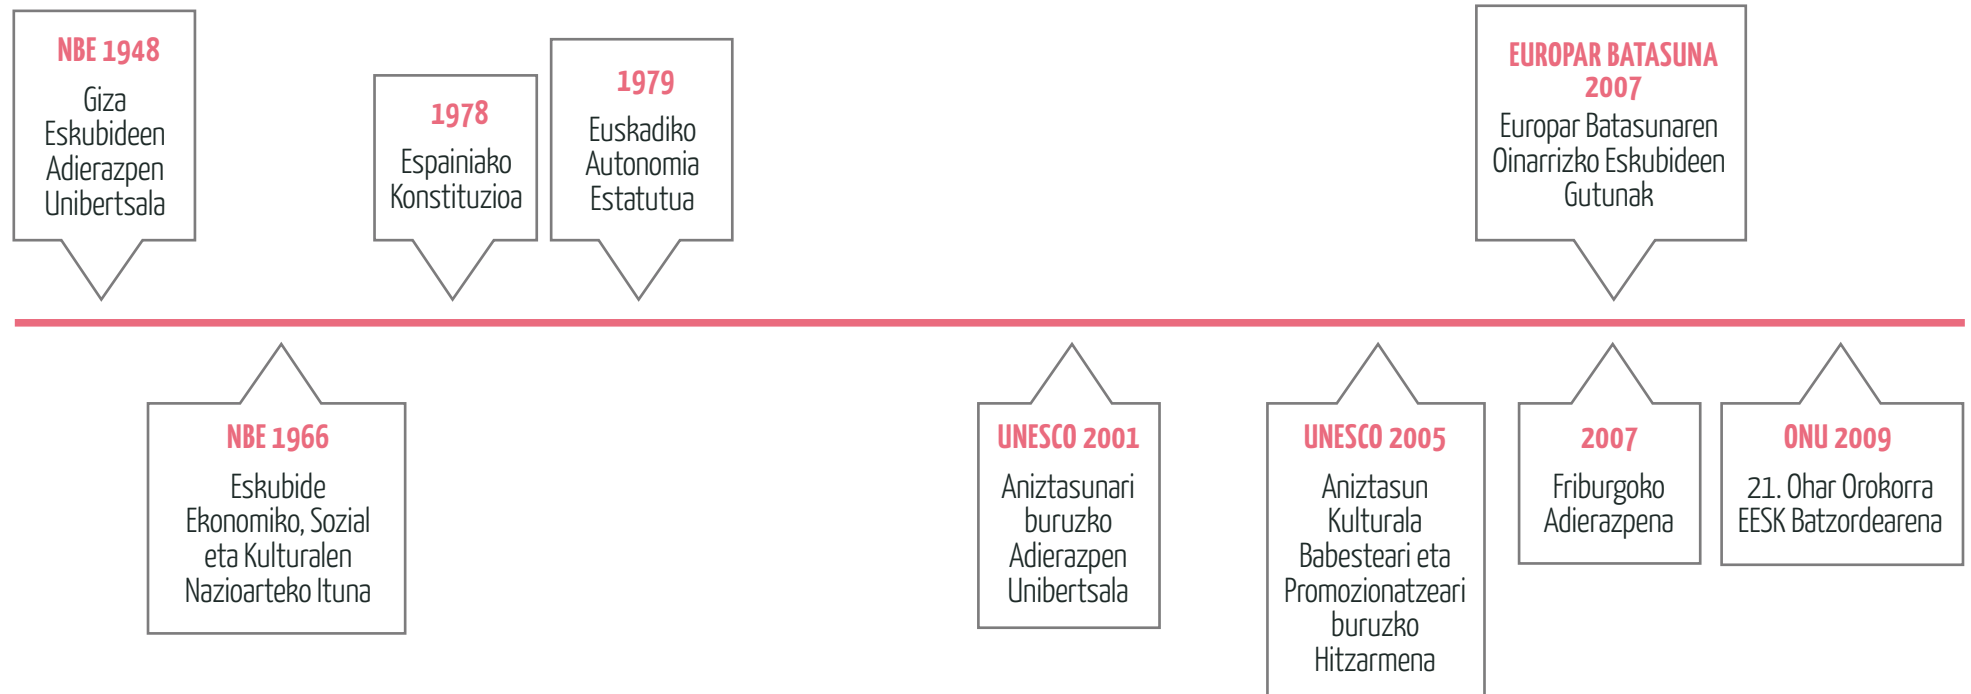 NBE 1948
Giza
Eskubideen
Adierazpen
Unibertsala
1978
Espainiako
Konstituzioa
1979
Euskadiko
Autonomia
Estatutua
EUROPAR BATASUNA
2007
Europar Batasunaren
Oinarrizko Eskubideen
Gutunak
NBE 1966
Eskubide
Ekonomiko, Sozial
eta Kulturalen
Nazioarteko Ituna
UNESCO 2001
Aniztasunari
buruzko
Adierazpen
Unibertsala
UNESCO 2005
Aniztasun
Kulturala
Babesteari eta
Promozionatzeari
buruzko
Hitzarmena
2007
Friburgoko
Adierazpena
ONU 2009
21. Ohar Orokorra
EESK Batzordearena